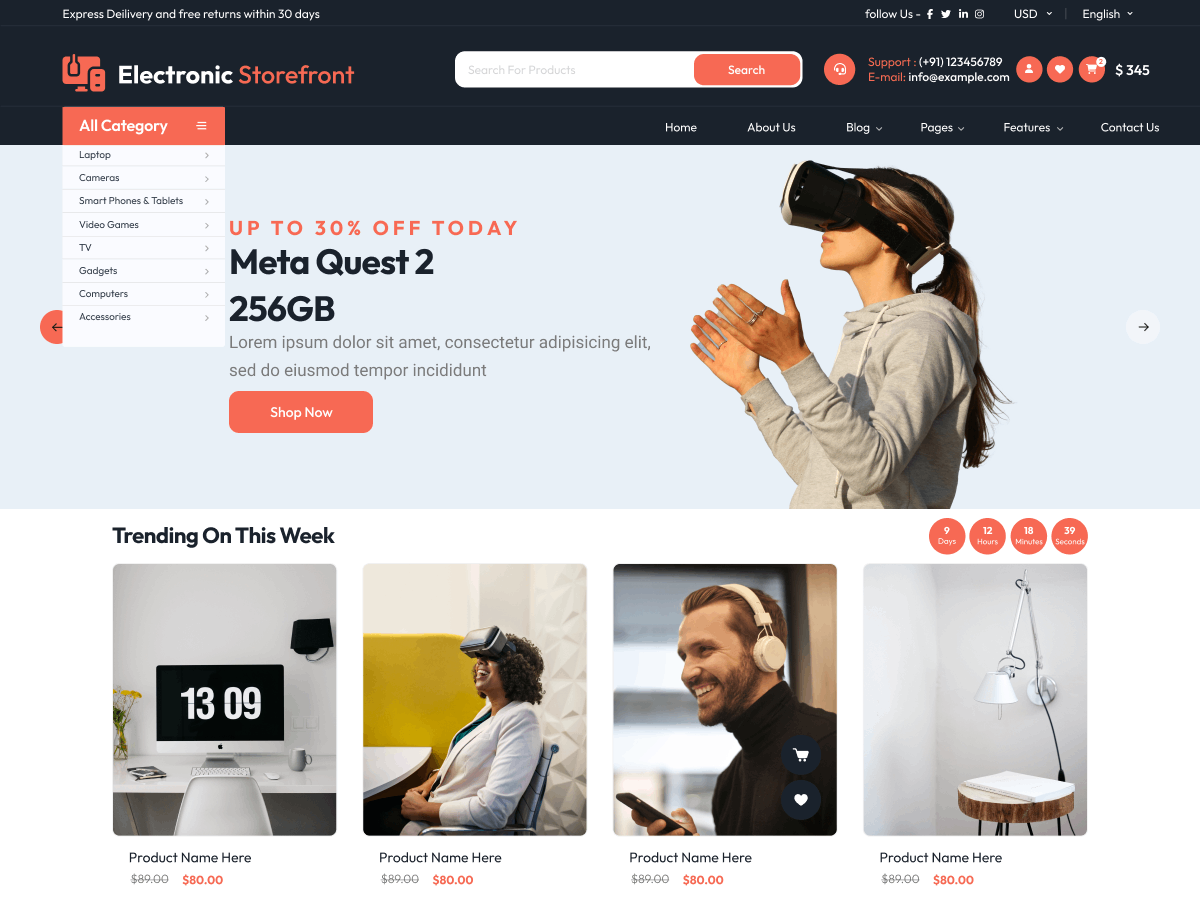 Express Deilivery and free returns within 30 days
follow Us -
USD
English
Electronic Storefront
Search For Products
Search
Support : (+91) 123456789
E-mail: info@example.com
2
$ 345
All Category
Home
About Us
Blog
Pages
Features
Contact Us
Laptop
Cameras
Smart Phones & Tablets
Video Games
TV
Gadgets
Computers
Accessories
UP TO 30% OFF TODAY
Meta Quest 2
256GB
Lorem ipsum dolor sit amet, consectetur adipisicing elit,
sed do eiusmod tempor incididunt
Shop Now
Trending On This Week
9
Days
12
Hours
18
Minutes
39
Seconds
13 09
Product Name Here
$89.00 $80.00
Product Name Here
$89.00 $80.00
Product Name Here
$89.00 $80.00
Product Name Here
$89.00 $80.00